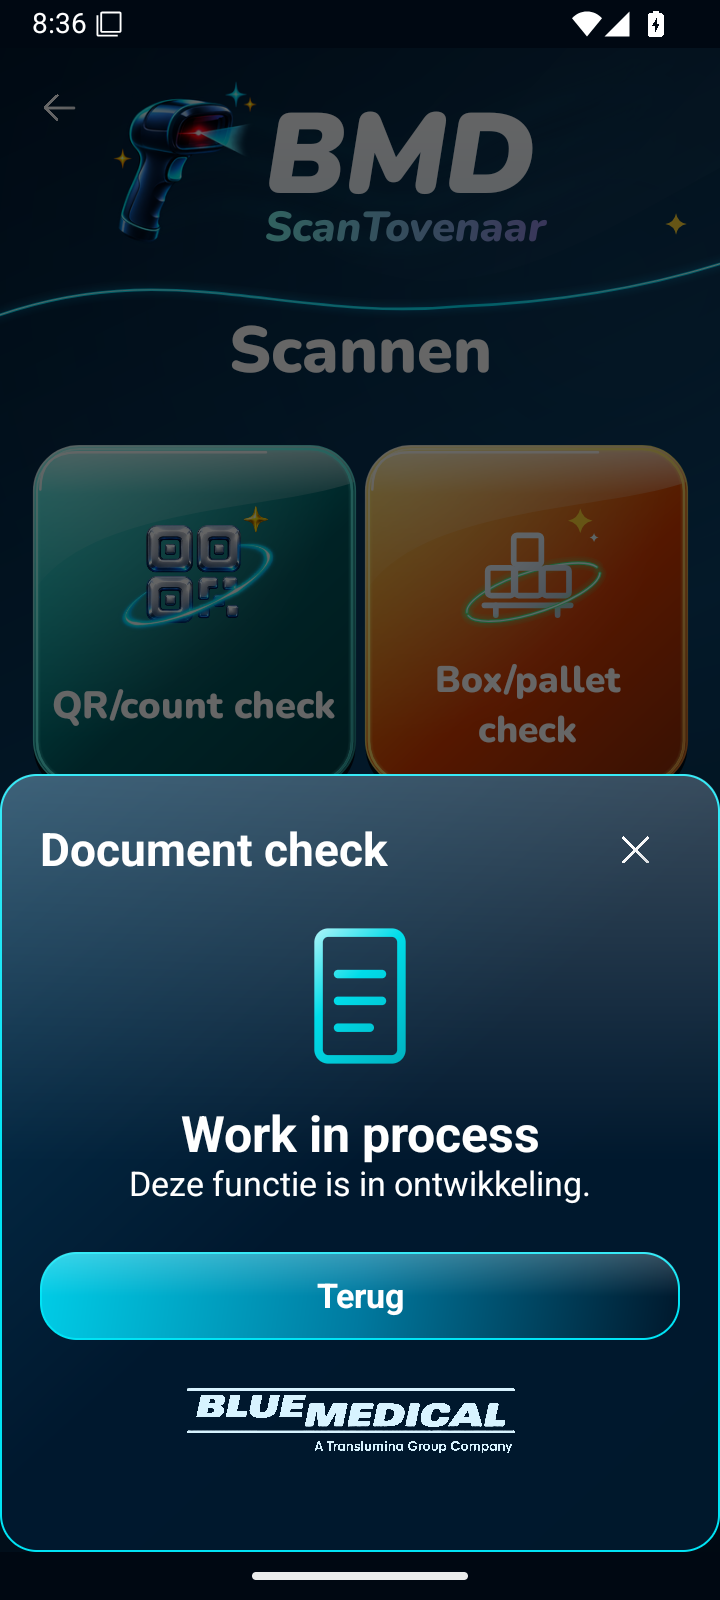 8:36
BMD
ScanTovenaar
Scannen
QR/count check
Box/pallet
check
Document check
Work in process
Deze functie is in ontwikkeling.
Terug
BLUEMEDICAL
A Translumina Group Company